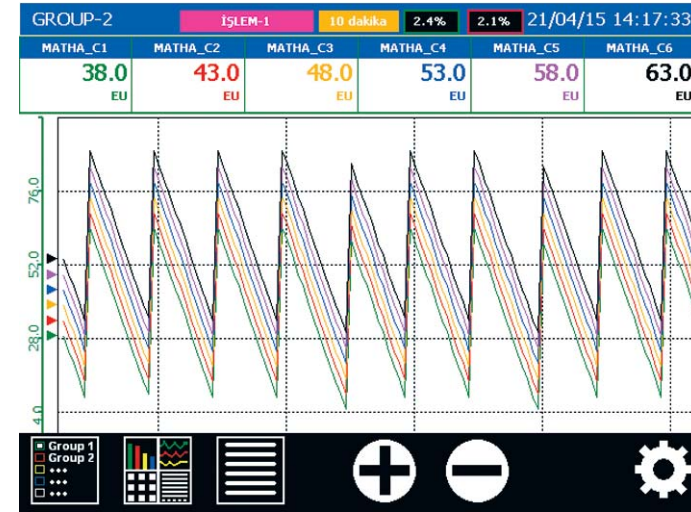 GROUP-2 İŞLEM-1 10 dakika 2.4% 2.1% 21/04/15 14:17:33
MATHA_C1 MATHA_C2 MATHA_C3 MATHA_C4 MATHA_C5 MATHA_C6
38.0 43.0 48.0 53.0 58.0 63.0
EU EU EU EU EU EU
76.0
52.0
28.0
4.0
Group 1
Group 2